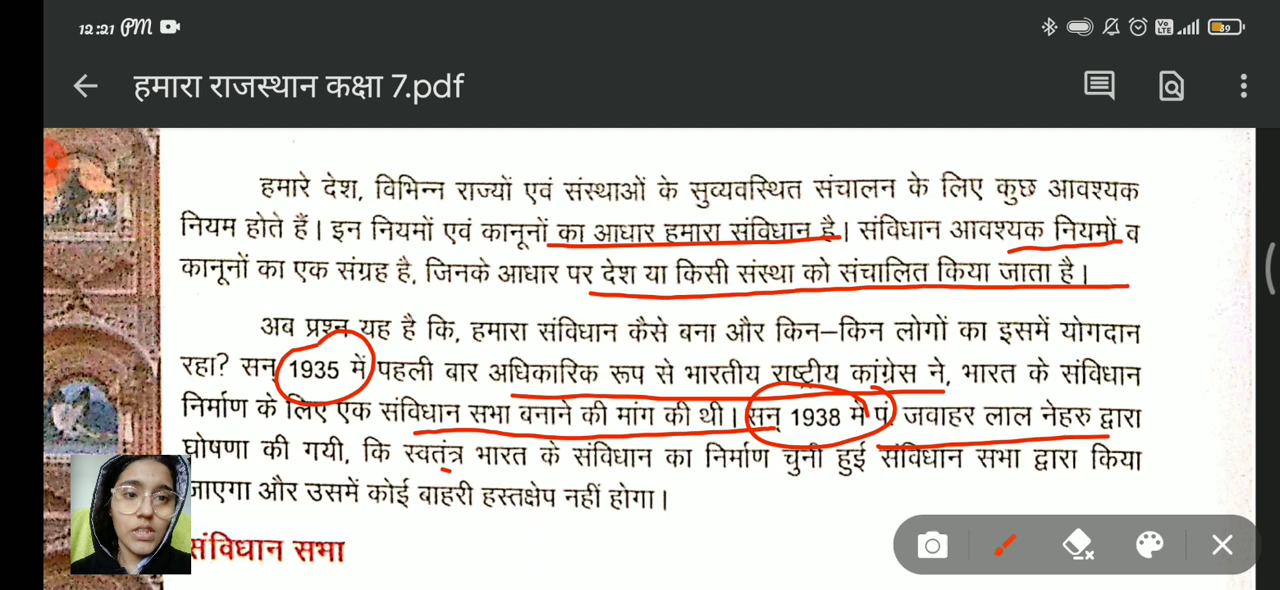 12:21 PM
VoLTE
39
हमारा राजस्थान कक्षा 7.pdf
हमारे देश, विभिन्न राज्यों एवं संस्थाओं के सुव्यवस्थित संचालन के लिए कुछ आवश्यक
नियम होते हैं। इन नियमों एवं कानूनों का आधार हमारा संविधान है। संविधान आवश्यक नियमों व
कानूनों का एक संग्रह है, जिनके आधार पर देश या किसी संस्था को संचालित किया जाता है।
अब प्रश्न यह है कि, हमारा संविधान कैसे बना और किन–किन लोगों का इसमें योगदान
रहा? सन् 1935 में पहली बार अधिकारिक रूप से भारतीय राष्ट्रीय कांग्रेस ने, भारत के संविधान
निर्माण के लिए एक संविधान सभा बनाने की मांग की थी। सन् 1938 में पं. जवाहर लाल नेहरु द्वारा
घोषणा की गयी, कि स्वतंत्र भारत के संविधान का निर्माण चुनी हुई संविधान सभा द्वारा किया
जाएगा और उसमें कोई बाहरी हस्तक्षेप नहीं होगा।
संविधान सभा